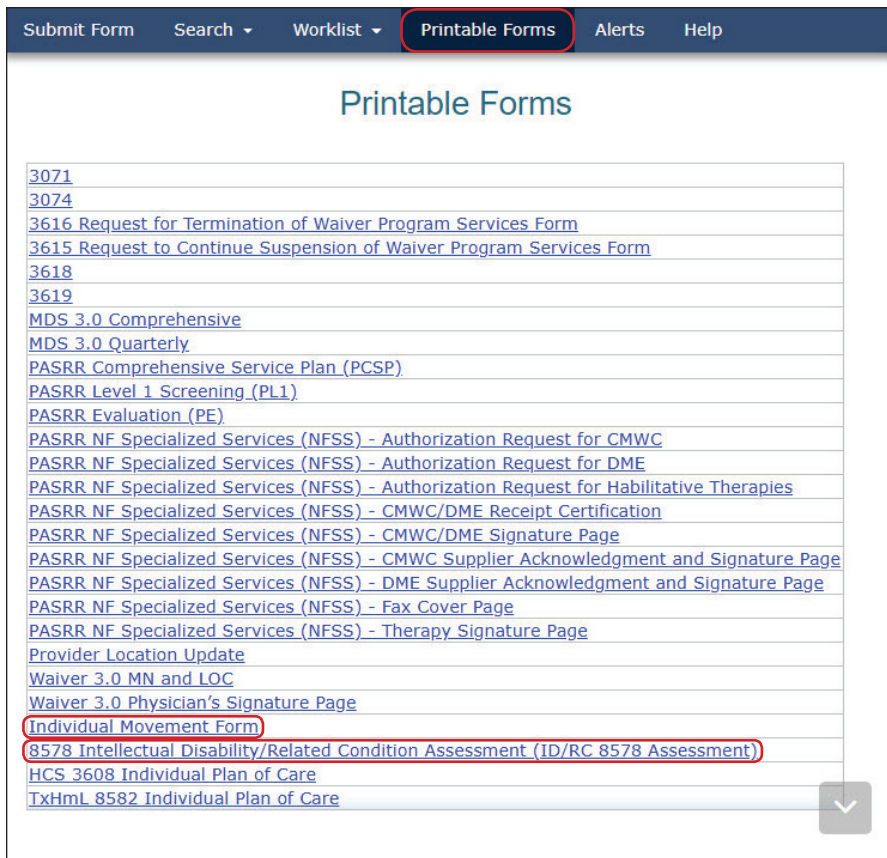 Submit Form Search Worklist Printable Forms Alerts Help
Printable Forms
3071
3074
3616 Request for Termination of Waiver Program Services Form
3615 Request to Continue Suspension of Waiver Program Services Form
3618
3619
MDS 3.0 Comprehensive
MDS 3.0 Quarterly
PASRR Comprehensive Service Plan (PCSP)
PASRR Level 1 Screening (PL1)
PASRR Evaluation (PE)
PASRR NF Specialized Services (NFSS) - Authorization Request for CMWC
PASRR NF Specialized Services (NFSS) - Authorization Request for DME
PASRR NF Specialized Services (NFSS) - Authorization Request for Habilitative Therapies
PASRR NF Specialized Services (NFSS) - CMWC/DME Receipt Certification
PASRR NF Specialized Services (NFSS) - CMWC/DME Signature Page
PASRR NF Specialized Services (NFSS) - CMWC Supplier Acknowledgment and Signature Page
PASRR NF Specialized Services (NFSS) - DME Supplier Acknowledgment and Signature Page
PASRR NF Specialized Services (NFSS) - Fax Cover Page
PASRR NF Specialized Services (NFSS) - Therapy Signature Page
Provider Location Update
Waiver 3.0 MN and LOC
Waiver 3.0 Physician’s Signature Page
Individual Movement Form
8578 Intellectual Disability/Related Condition Assessment (ID/RC 8578 Assessment)
HCS 3608 Individual Plan of Care
TxHmL 8582 Individual Plan of Care